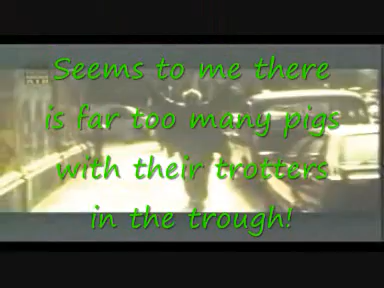 Seems to me there
is far too many pigs
with their trotters
in the trough!